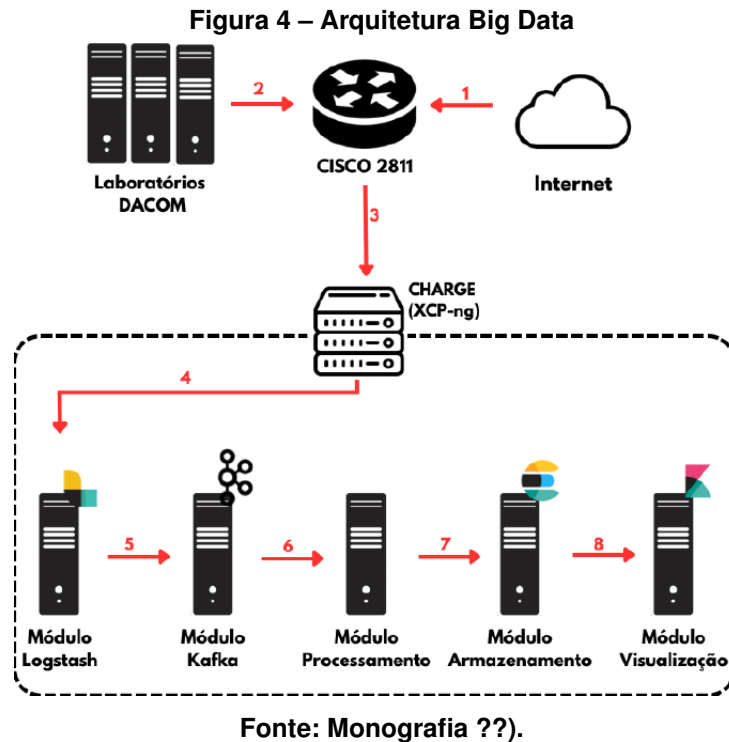 Figura 4 – Arquitetura Big Data
2
1
CISCO 2811
Laboratórios
DACOM
Internet
3
CHARGE
(XCP-ng)
4
5
6
7
8
Módulo
Logstash
Módulo
Kafka
Módulo
Processamento
Módulo
Armazenamento
Módulo
Visualização
Fonte: Monografia ??).